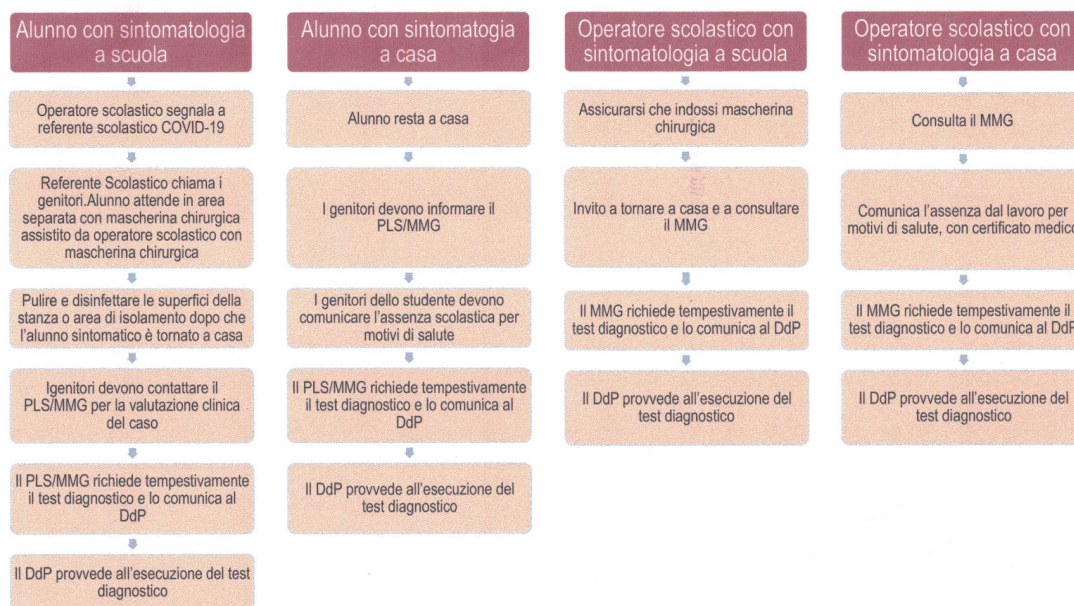 Alunno con sintomatologia
a scuola
Operatore scolastico segnala a
referente scolastico COVID-19
Referente Scolastico chiama i
genitori.Alunno attende in area
separata con mascherina chirurgica
assistito da operatore scolastico con
mascherina chirurgica
Pulire e disinfettare le superfici della
stanza o area di isolamento dopo che
l'alunno sintomatico è tornato a casa
Igenitori devono contattare il
PLS/MMG per la valutazione clinica
del caso
Il PLS/MMG richiede tempestivamente
il test diagnostico e lo comunica al
DdP
Il DdP provvede all'esecuzione del test
diagnostico
Alunno con sintomatogia
a casa
Alunno resta a casa
I genitori devono informare il
PLS/MMG
I genitori dello studente devono
comunicare l'assenza scolastica per
motivi di salute
Il PLS/MMG richiede tempestivamente
il test diagnostico e lo comunica al
DdP
Il DdP provvede all'esecuzione del
test diagnostico
Operatore scolastico con
sintomatologia a scuola
Assicurarsi che indossi mascherina
chirurgica
Invito a tornare a casa e a consultare
il MMG
Il MMG richiede tempestivamente il
test diagnostico e lo comunica al DdP
Il DdP provvede all'esecuzione del
test diagnostico
Operatore scolastico con
sintomatologia a casa
Consulta il MMG
Comunica l'assenza dal lavoro per
motivi di salute, con certificato medico
Il MMG richiede tempestivamente il
test diagnostico e lo comunica al DdP
Il DdP provvede all'esecuzione del
test diagnostico